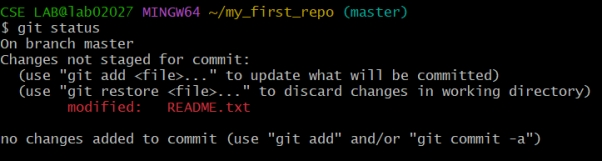 CSE LAB@lab02027 MINGW64 ~/my_first_repo (master)
$ git status
On branch master
Changes not staged for commit:
  (use "git add <file>..." to update what will be committed)
  (use "git restore <file>..." to discard changes in working directory)
        modified:   README.txt

no changes added to commit (use "git add" and/or "git commit -a")